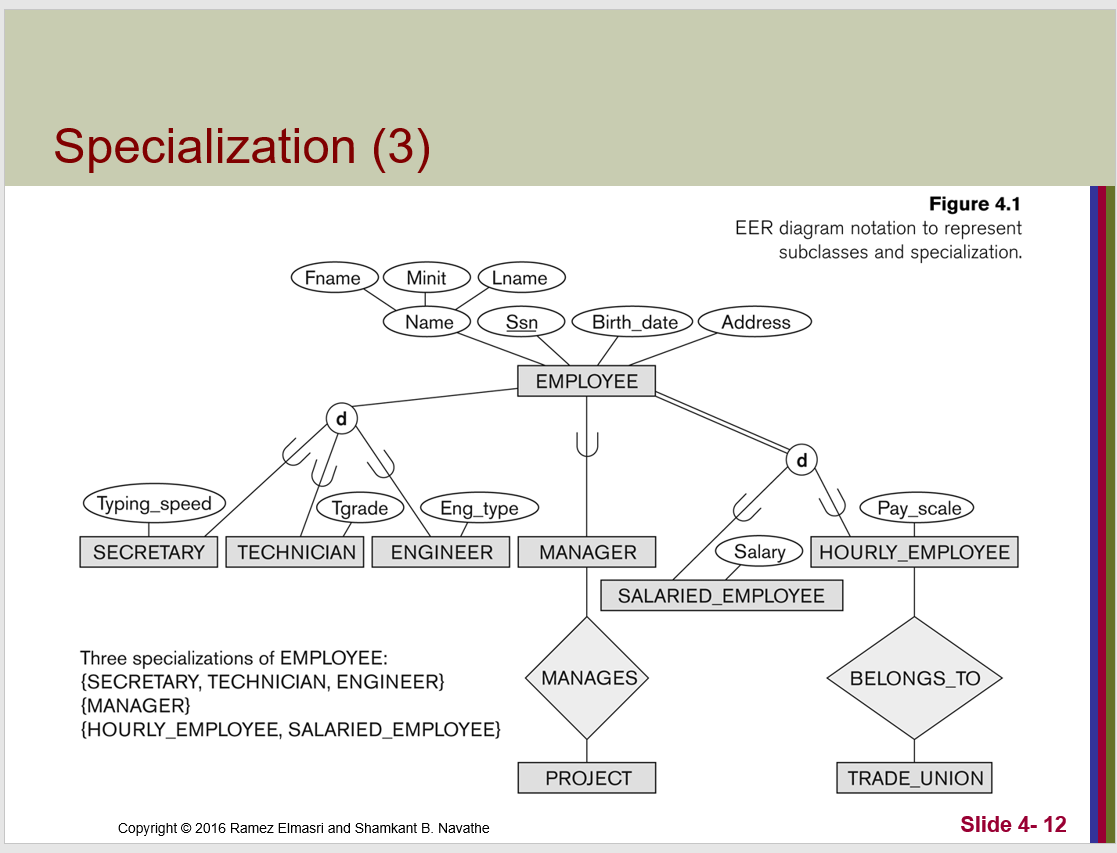 Specialization (3)
Figure 4.1
EER diagram notation to represent
subclasses and specialization.
Fname Minit Lname
Name Ssn Birth_date Address
EMPLOYEE
d
d
Typing_speed Tgrade Eng_type Pay_scale
SECRETARY TECHNICIAN ENGINEER MANAGER Salary HOURLY_EMPLOYEE
SALARIED_EMPLOYEE
Three specializations of EMPLOYEE:
{SECRETARY, TECHNICIAN, ENGINEER}
{MANAGER}
{HOURLY_EMPLOYEE, SALARIED_EMPLOYEE}
MANAGES BELONGS_TO
PROJECT TRADE_UNION
Copyright © 2016 Ramez Elmasri and Shamkant B. Navathe
Slide 4- 12